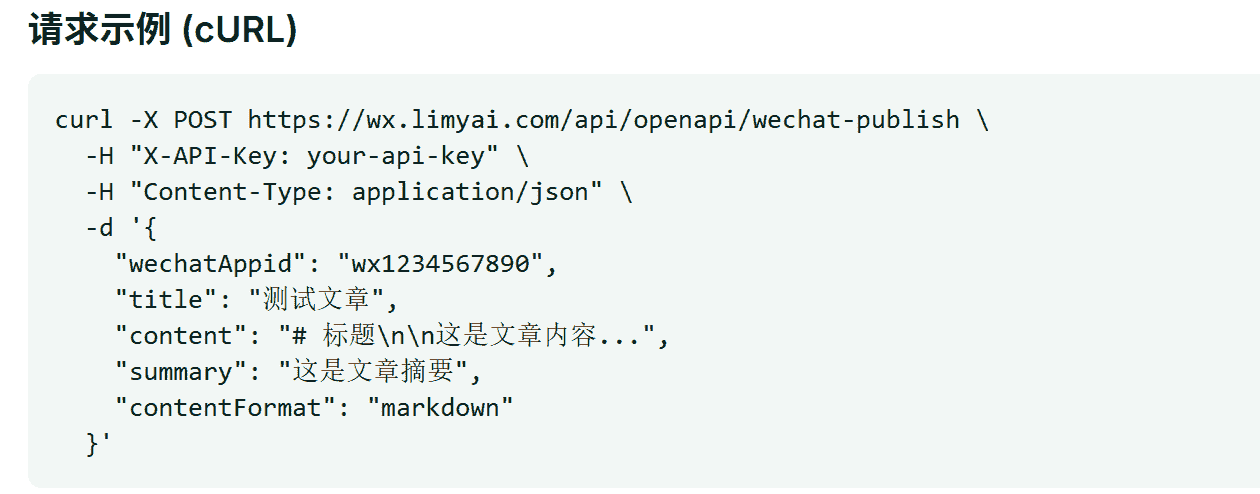 请求示例 (cURL)
curl -X POST https://wx.limyai.com/api/openapi/wechat-publish \
  -H "X-API-Key: your-api-key" \
  -H "Content-Type: application/json" \
  -d '{
    "wechatAppid": "wx1234567890",
    "title": "测试文章",
    "content": "# 标题\n\n这是文章内容...",
    "summary": "这是文章摘要",
    "contentFormat": "markdown"
  }'